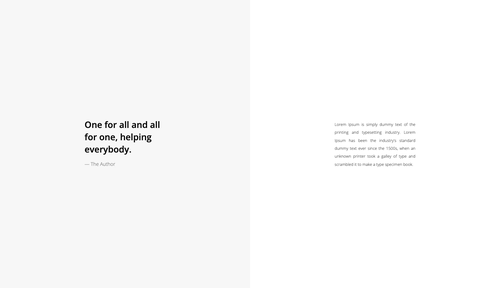 One for all and all
for one, helping
everybody.
— The Author
Lorem Ipsum is simply dummy text of the
printing and typesetting industry. Lorem
Ipsum has been the industry's standard
dummy text ever since the 1500s, when an
unknown printer took a galley of type and
scrambled it to make a type specimen book.